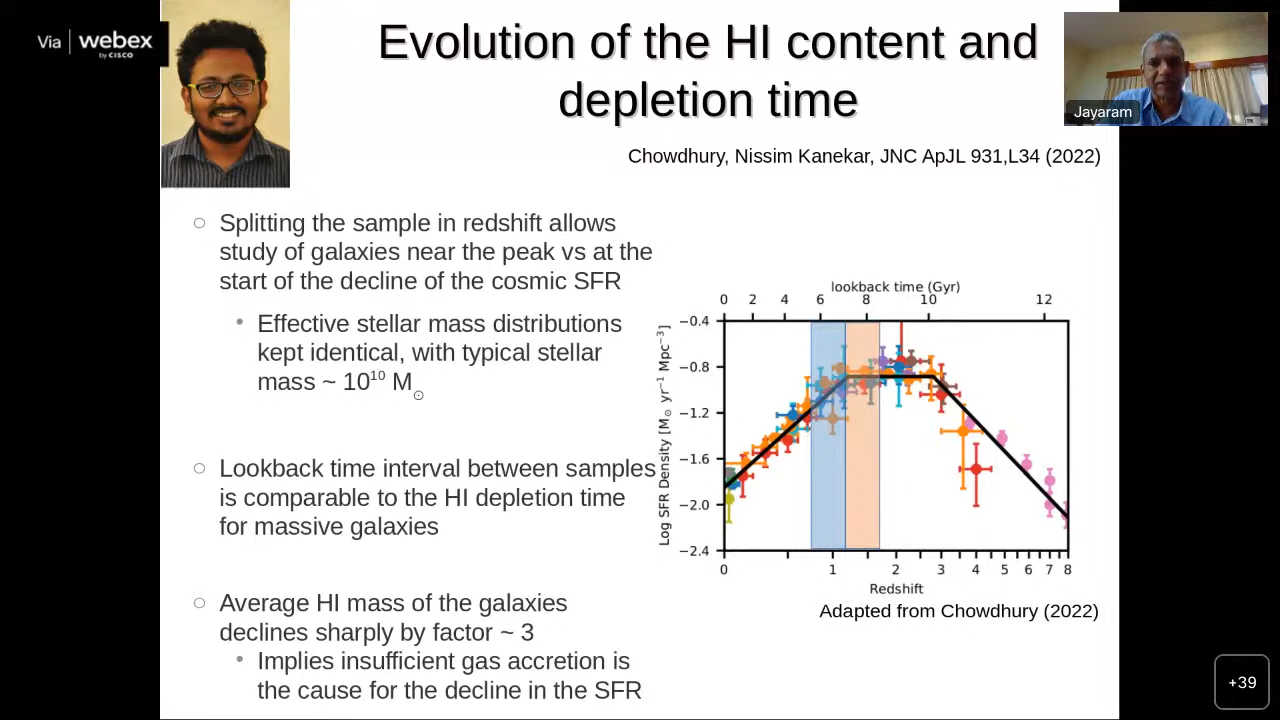 Via | webex
by CISCO
Evolution of the HI content and
depletion time
Jayaram
Chowdhury, Nissim Kanekar, JNC ApJL 931,L34 (2022)
○ Splitting the sample in redshift allows
study of galaxies near the peak vs at the
start of the decline of the cosmic SFR
• Effective stellar mass distributions
kept identical, with typical stellar
mass ~ 10¹⁰ M☉
○ Lookback time interval between samples
is comparable to the HI depletion time
for massive galaxies
○ Average HI mass of the galaxies
declines sharply by factor ~ 3
• Implies insufficient gas accretion is
the cause for the decline in the SFR
lookback time (Gyr)
0 2 4 6 8 10 12
Log SFR Density [M☉ yr⁻¹ Mpc⁻³]
−0.4
−0.8
−1.2
−1.6
−2.0
−2.4
0 1 2 3 4 5 6 7 8
Redshift
Adapted from Chowdhury (2022)
+39